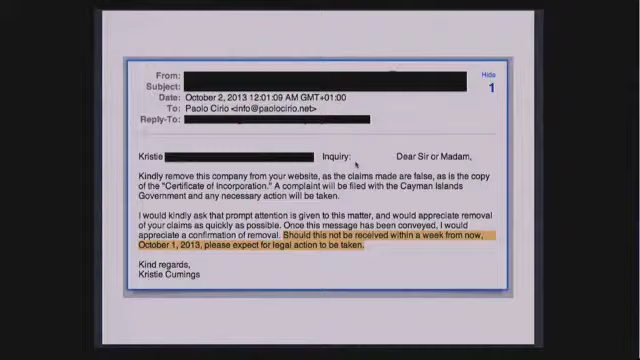 From:
Hide
Subject:
1
Date: October 2, 2013 12:01:09 AM GMT+01:00
To: Paolo Cirio <info@paolocirio.net>
Reply-To:
Kristie Inquiry: Dear Sir or Madam,
Kindly remove this company from your website, as the claims made are false, as is the copy
of the "Certificate of Incorporation." A complaint will be filed with the Cayman Islands
Government and any necessary action will be taken.
I would kindly ask that prompt attention is given to this matter, and would appreciate removal
of your claims as quickly as possible. Once this message has been conveyed, I would
appreciate a confirmation of removal. Should this not be received within a week from now,
October 1, 2013, please expect for legal action to be taken.
Kind regards,
Kristie Cumings